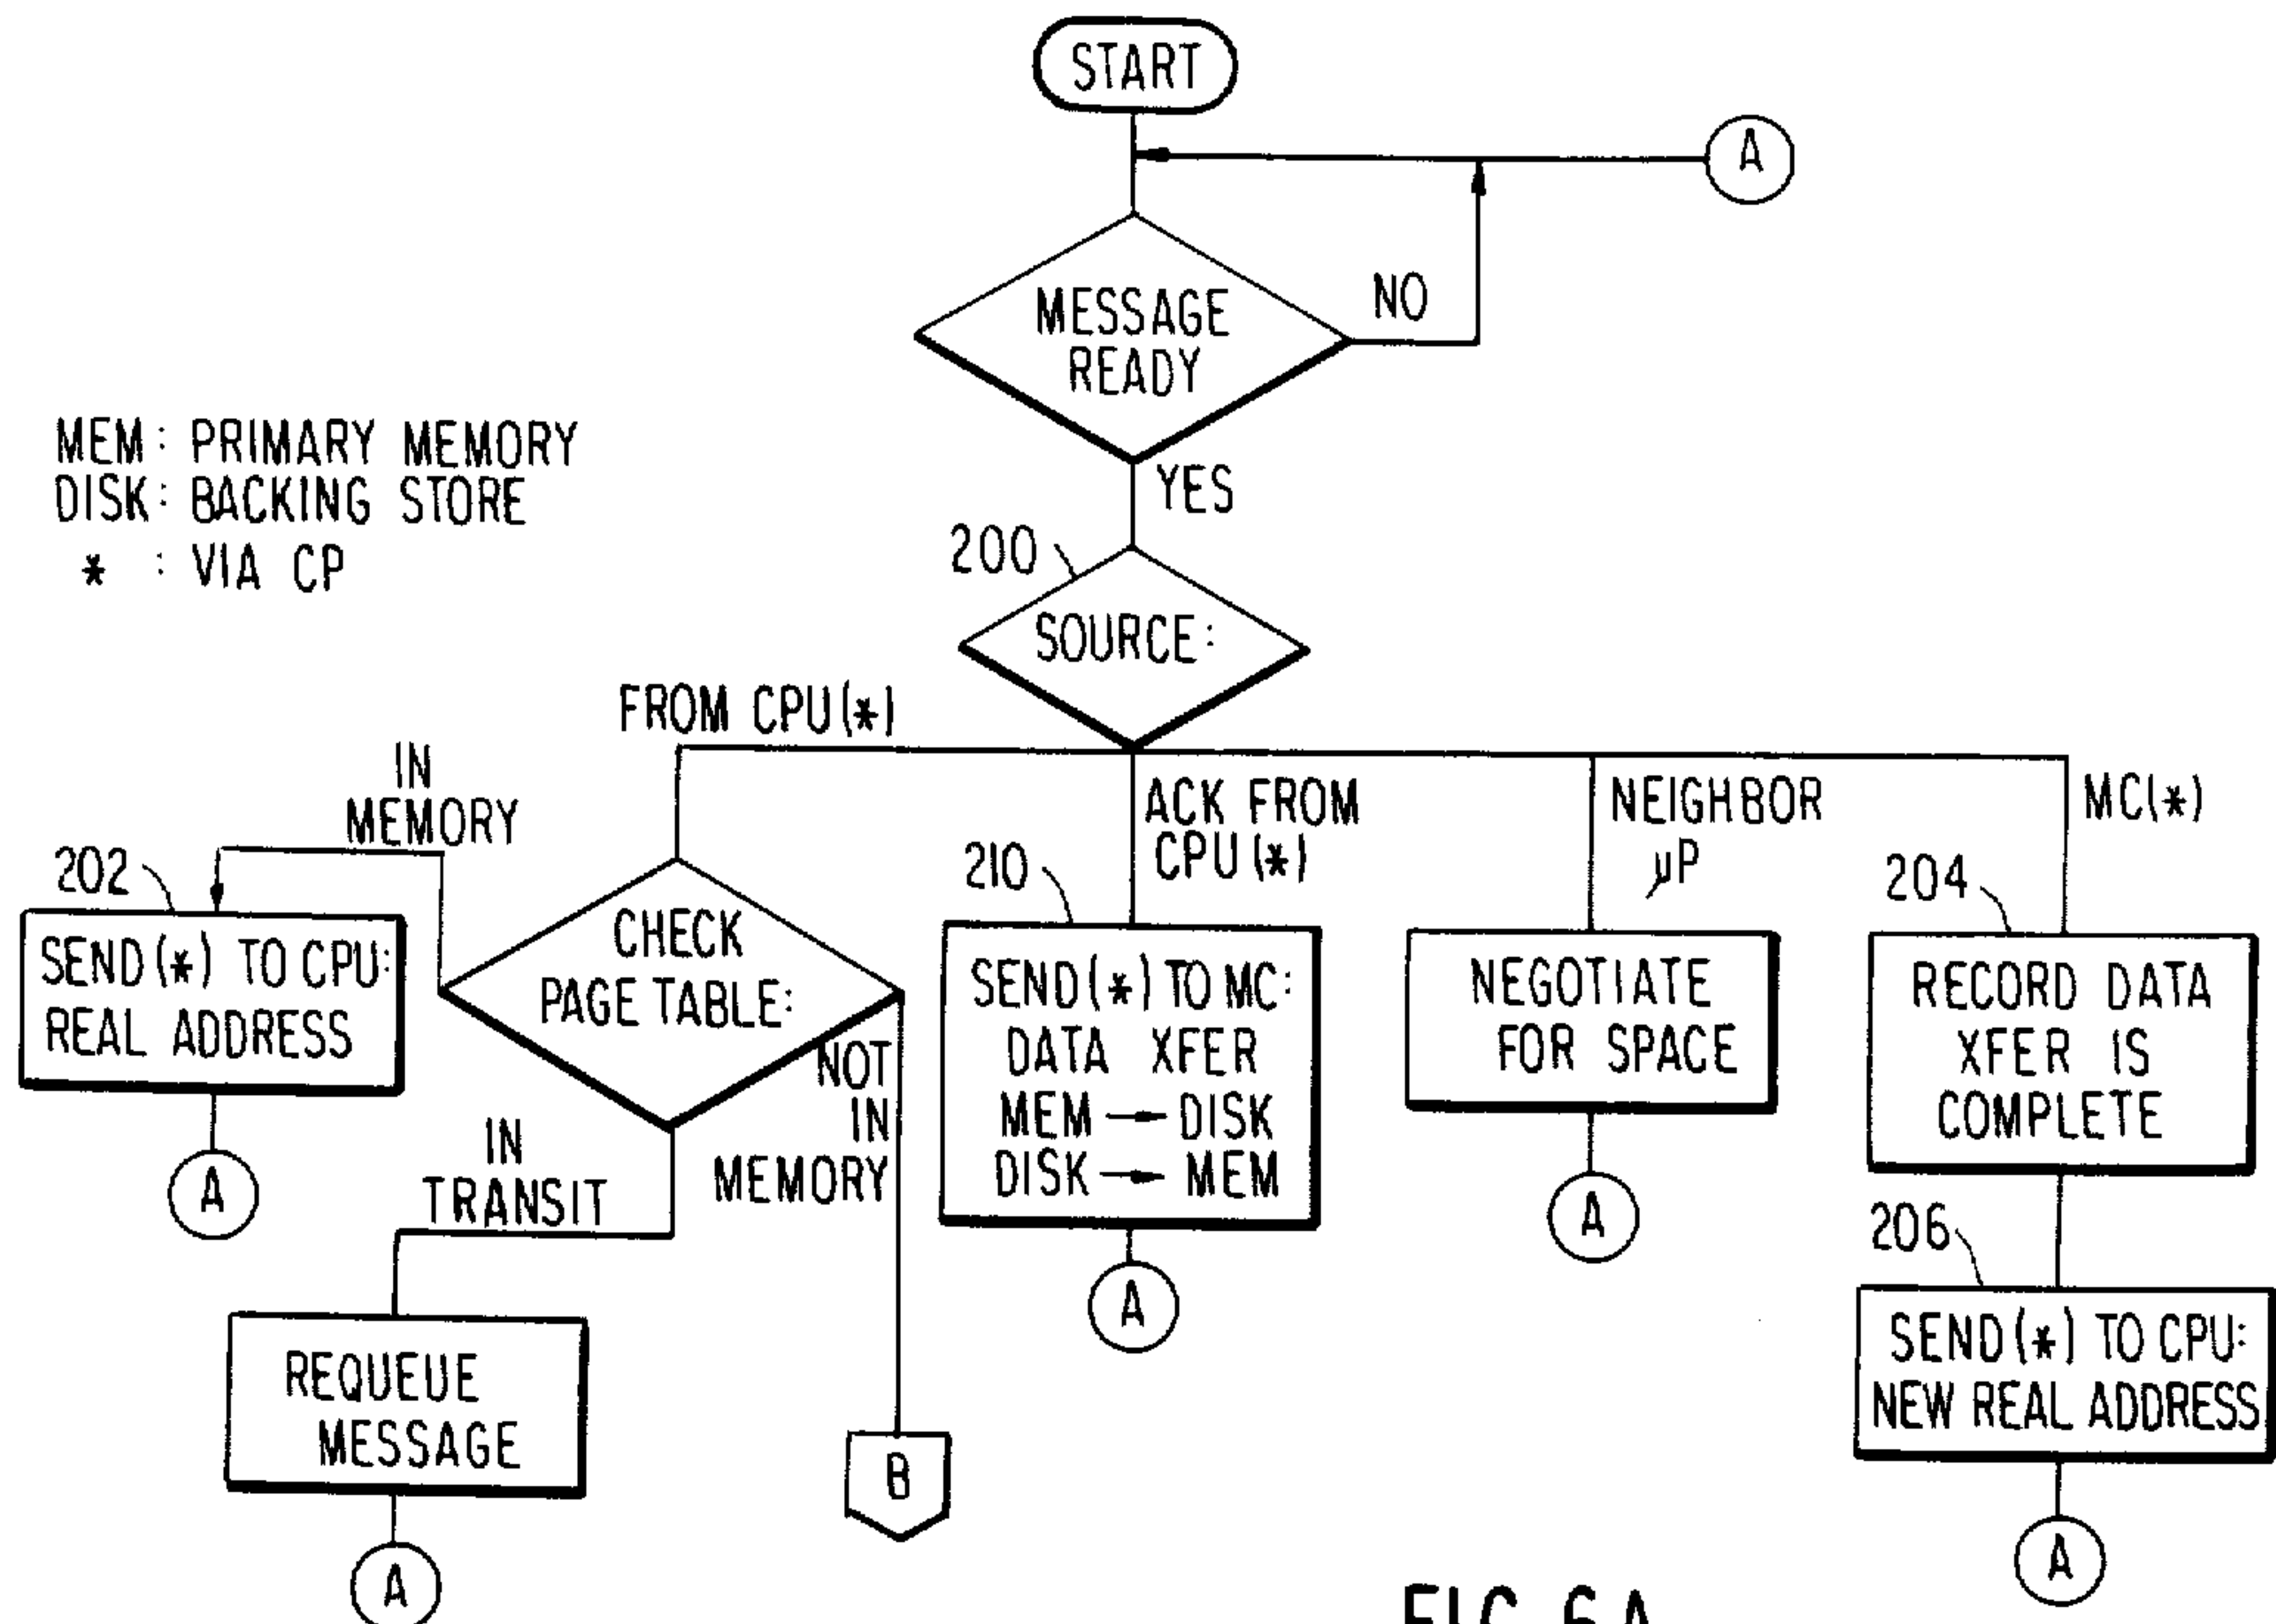 START
A
MESSAGE
READY
NO
YES
MEM: PRIMARY MEMORY
DISK: BACKING STORE
* : VIA CP
200
SOURCE:
FROM CPU(*)
IN
MEMORY
ACK FROM
CPU(*)
NEIGHBOR
µP
MC(*)
202
SEND(*) TO CPU:
REAL ADDRESS
A
CHECK
PAGE TABLE:
IN
TRANSIT
NOT
IN
MEMORY
210
SEND(*) TO MC:
DATA XFER
MEM → DISK
DISK → MEM
A
NEGOTIATE
FOR SPACE
A
204
RECORD DATA
XFER IS
COMPLETE
206
SEND(*) TO CPU:
NEW REAL ADDRESS
A
REQUEUE
MESSAGE
A
B
FIG. 6A